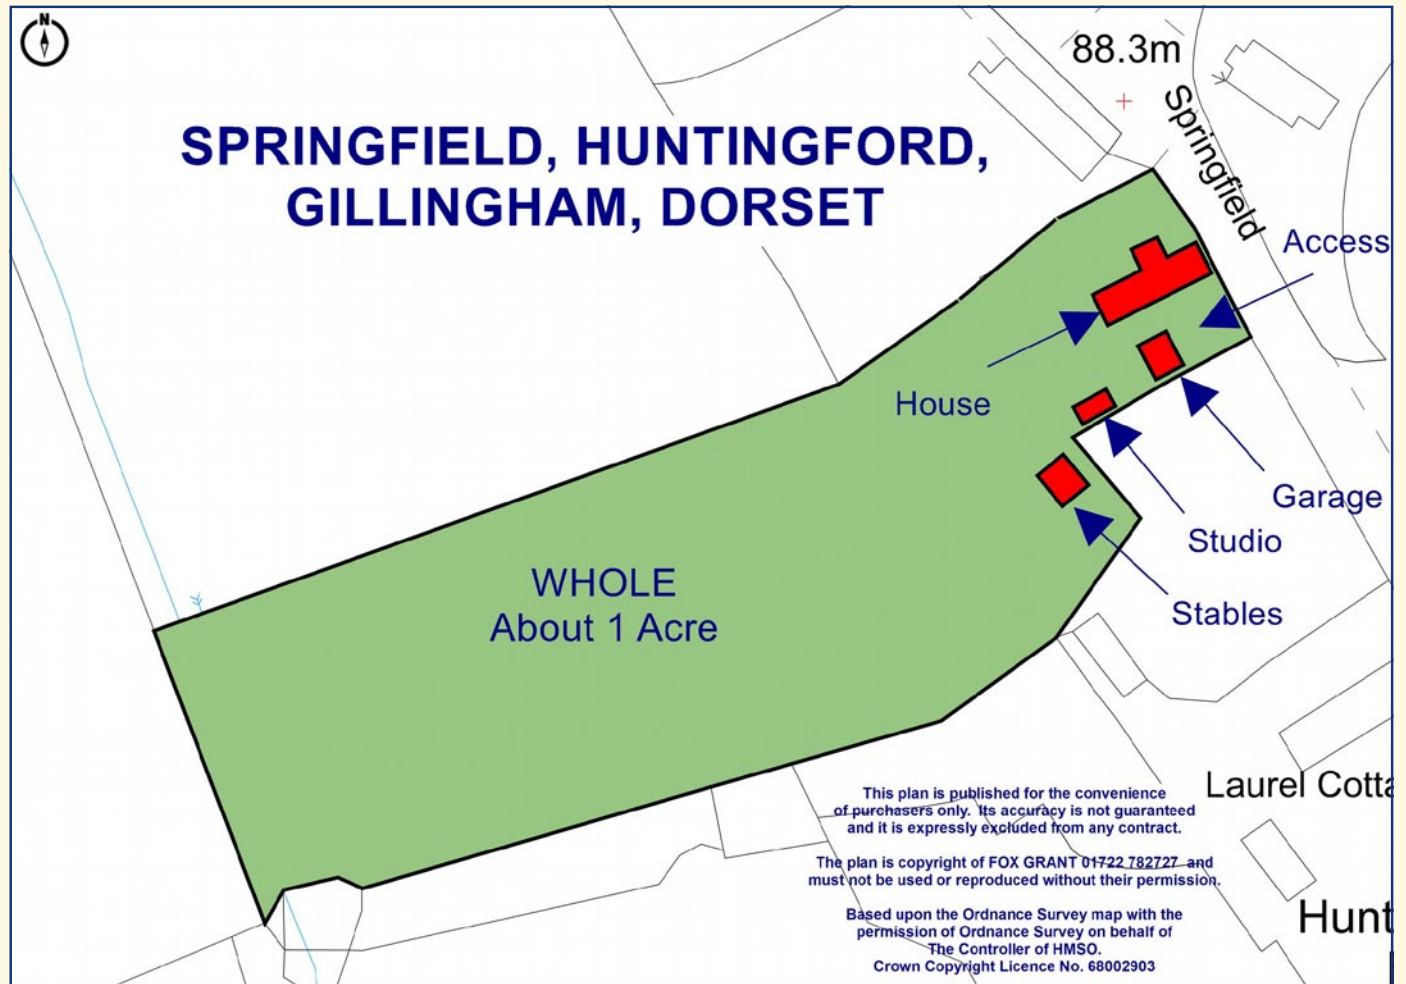 N
88.3m
Springfield
SPRINGFIELD, HUNTINGFORD,
GILLINGHAM, DORSET
Access
House
Garage
Studio
Stables
WHOLE
About 1 Acre
Laurel Cotta
Hunt
This plan is published for the convenience
of purchasers only. Its accuracy is not guaranteed
and it is expressly excluded from any contract.
The plan is copyright of FOX GRANT 01722 782727 and
must not be used or reproduced without their permission.
Based upon the Ordnance Survey map with the
permission of Ordnance Survey on behalf of
The Controller of HMSO.
Crown Copyright Licence No. 68002903